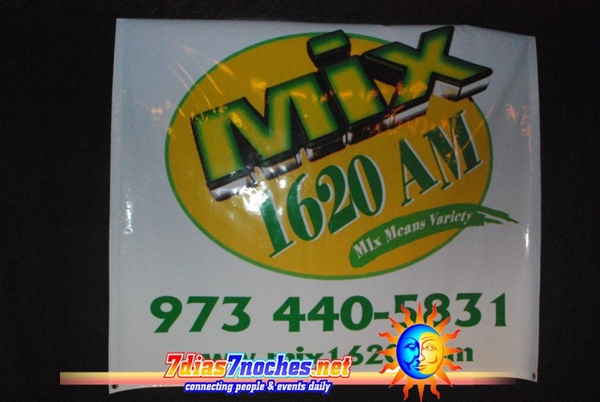 Mix
1620 AM
MIx Means Variety
973 440-5831
7dias7noches.net
connecting people & events daily